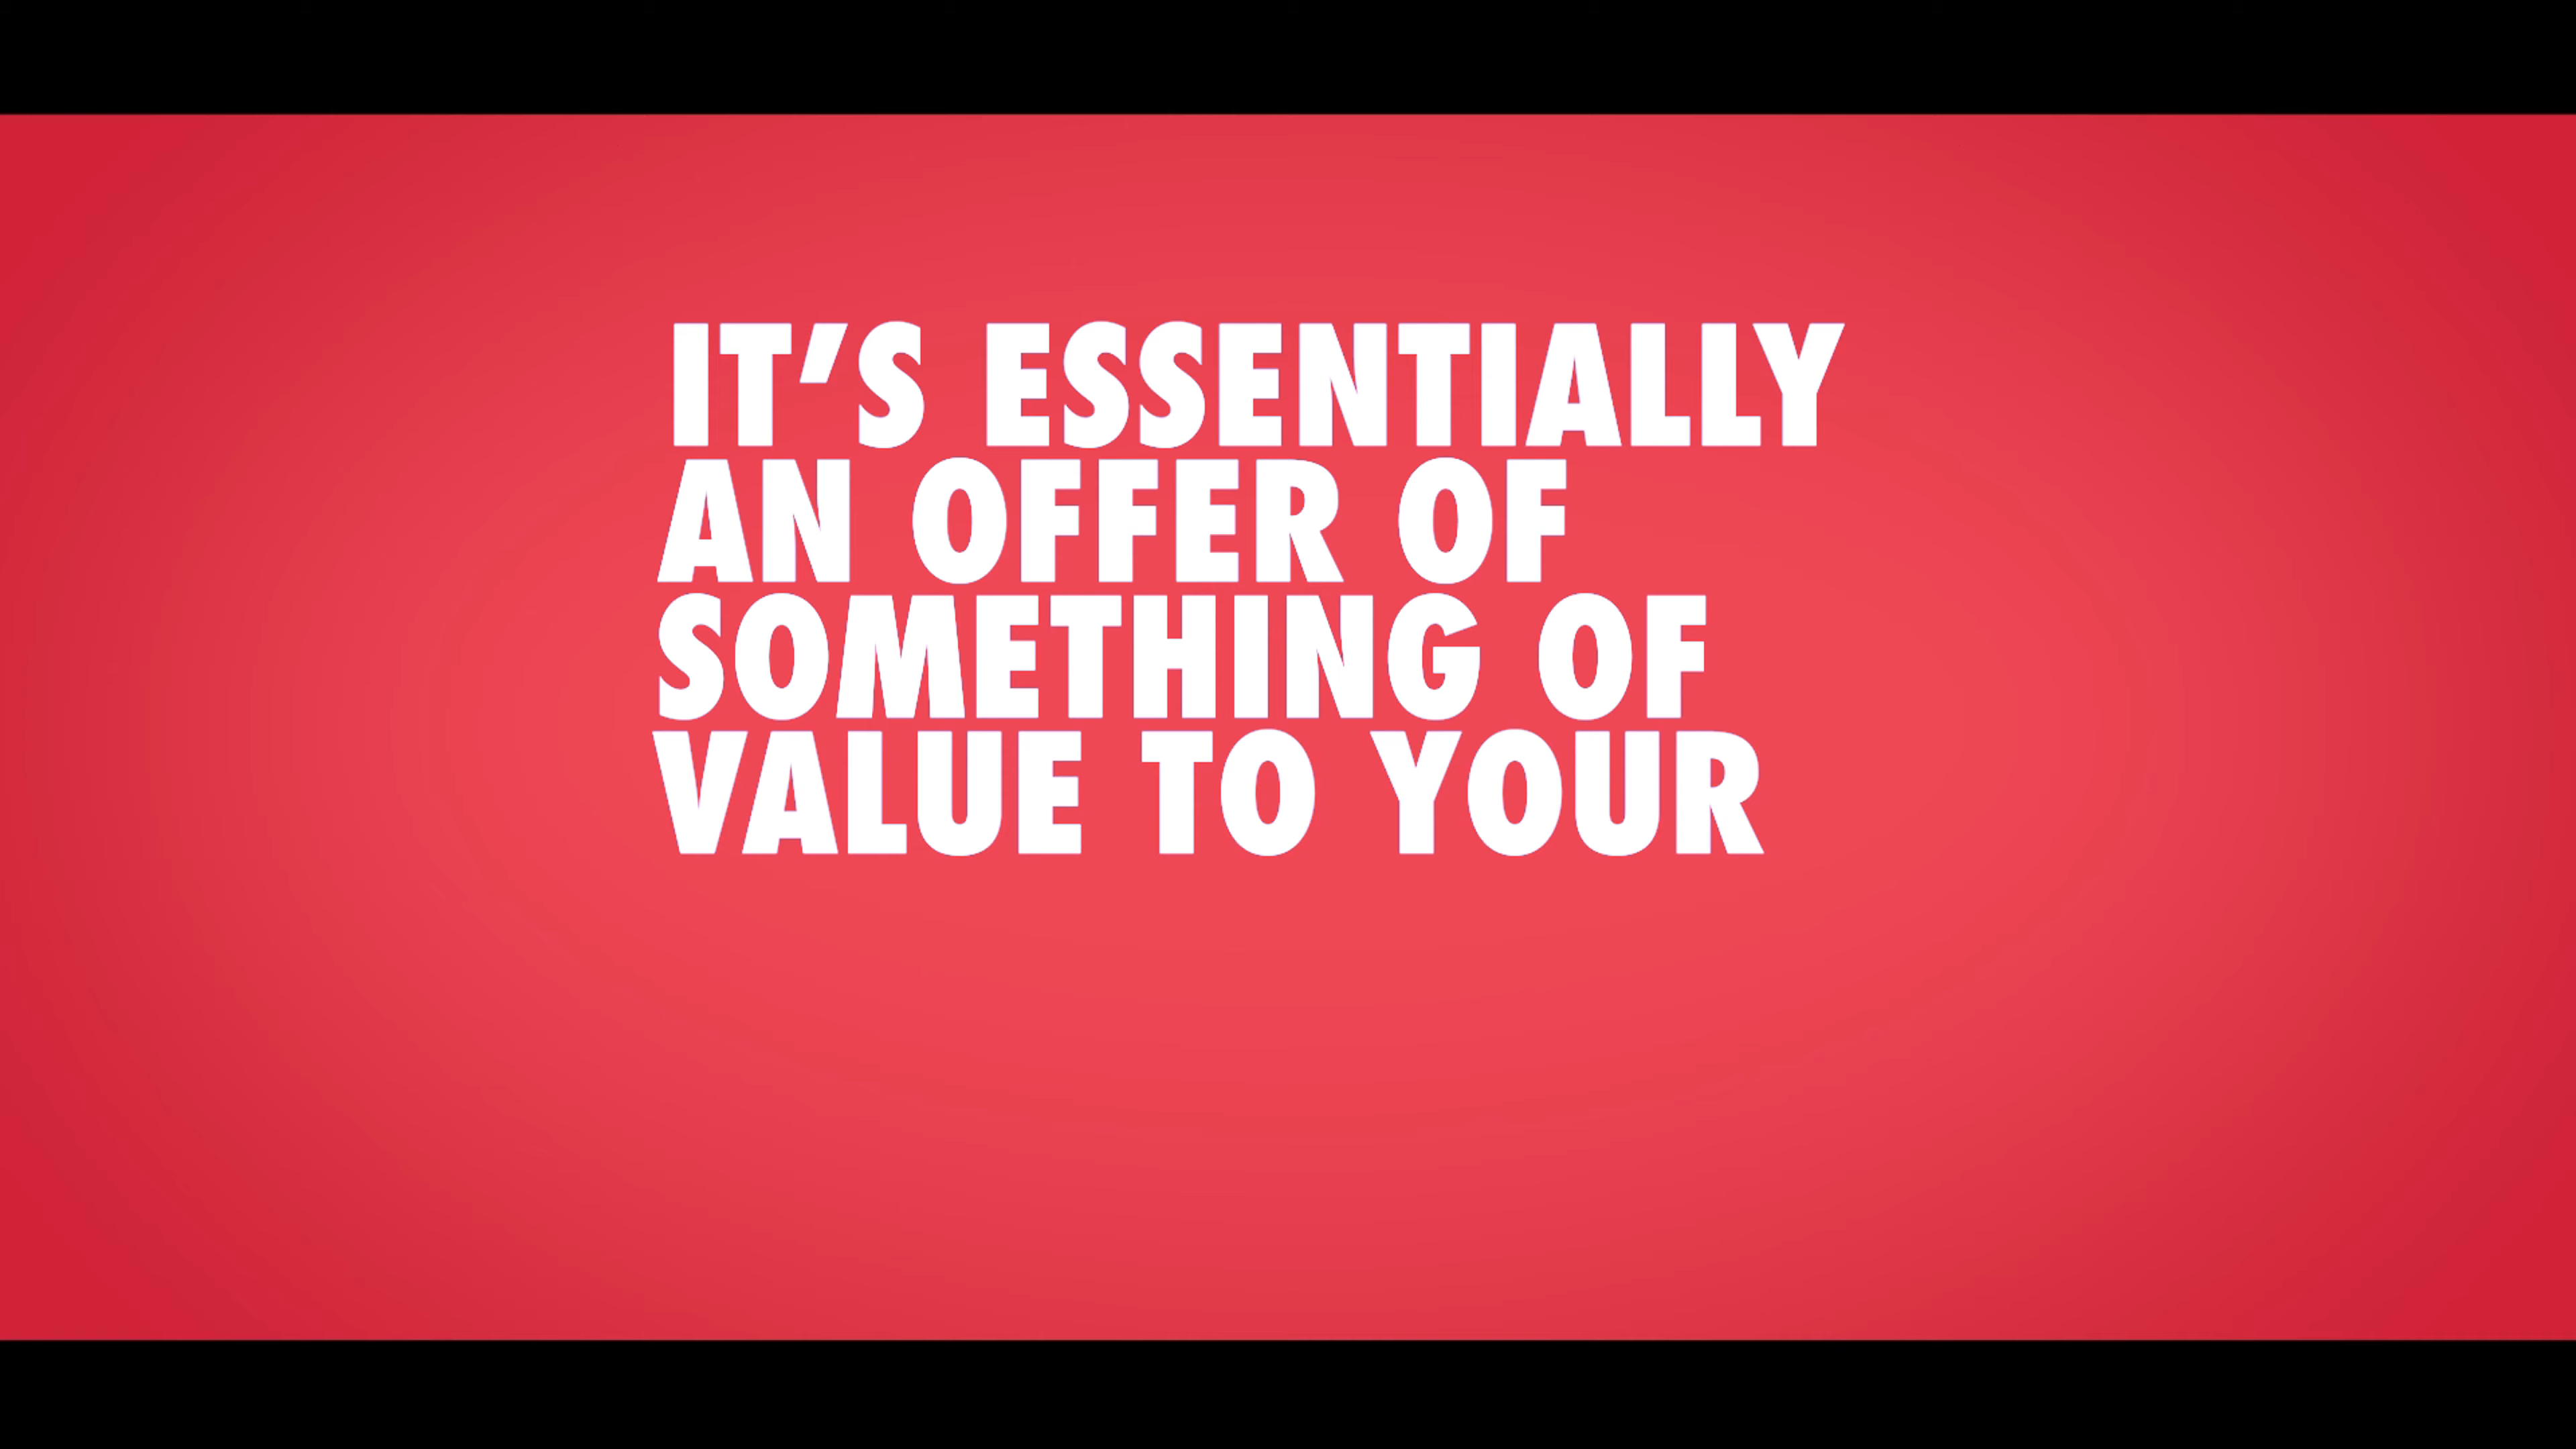 IT’S ESSENTIALLY
AN OFFER OF
SOMETHING OF
VALUE TO YOUR